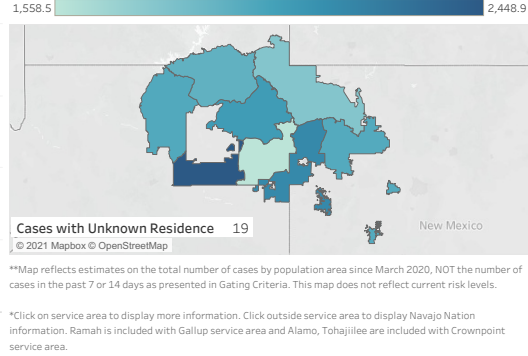 1,558.5 2,448.9
New Mexico
Cases with Unknown Residence 19
© 2021 Mapbox © OpenStreetMap
**Map reflects estimates on the total number of cases by population area since March 2020, NOT the number of
cases in the past 7 or 14 days as presented in Gating Criteria. This map does not reflect current risk levels.
*Click on service area to display more information. Click outside service area to display Navajo Nation
information. Ramah is included with Gallup service area and Alamo, Tohajiilee are included with Crownpoint
service area.